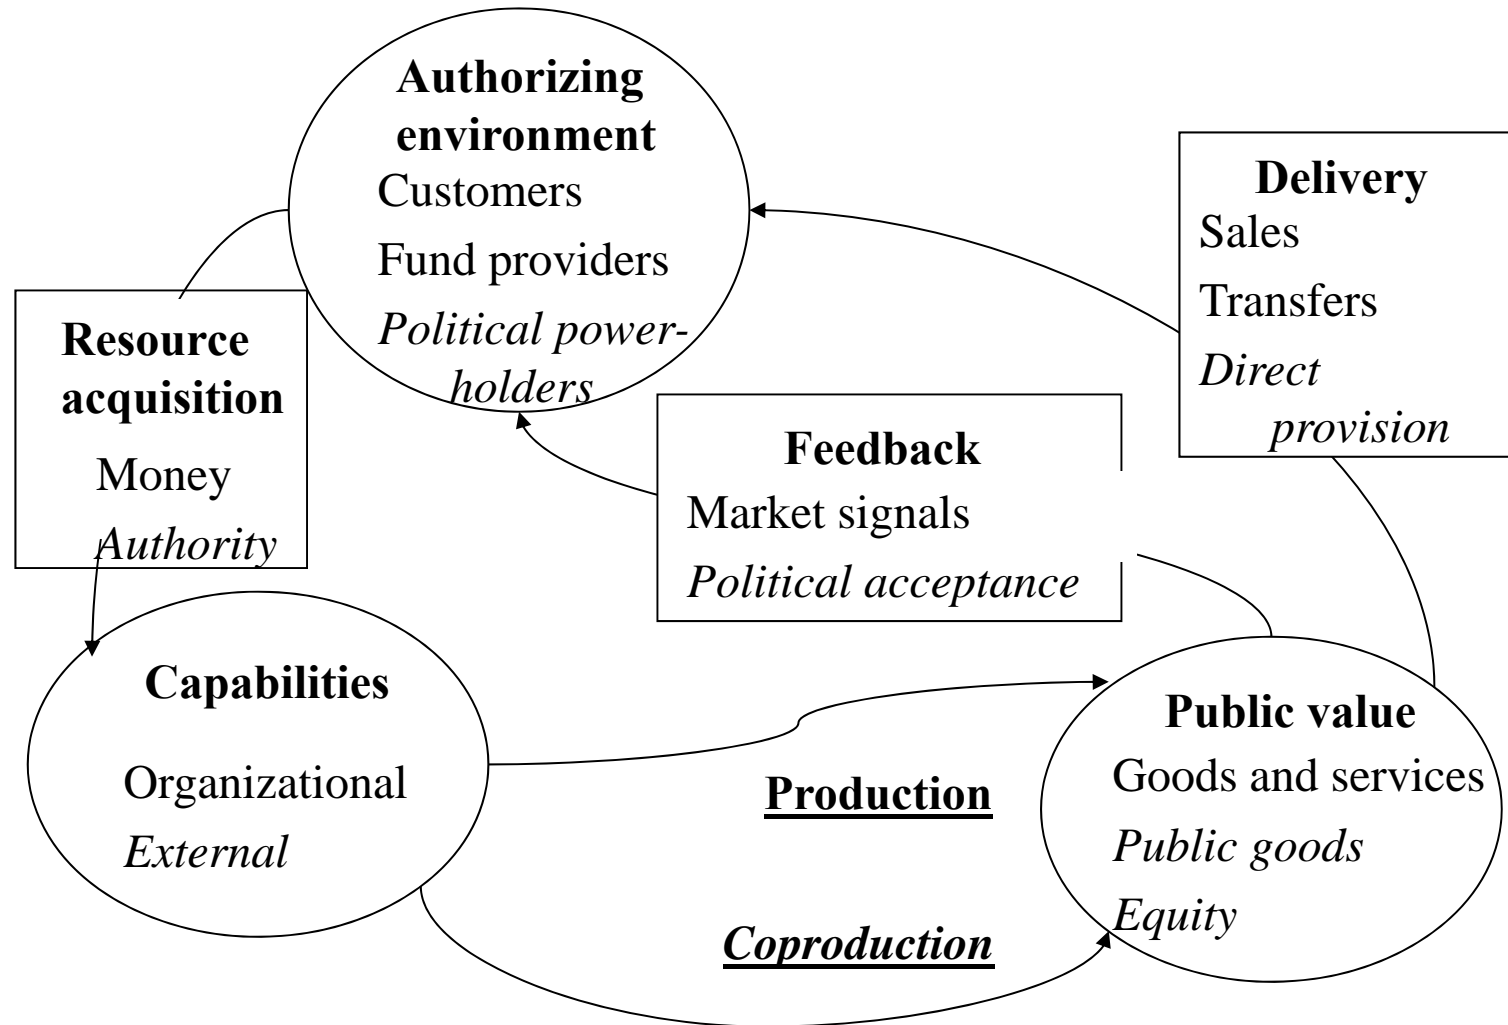 Authorizing
environment
Customers
Fund providers
Political power-
holders
Delivery
Sales
Transfers
Direct
provision
Resource
acquisition
Money
Authority
Feedback
Market signals
Political acceptance
Capabilities
Organizational
External
Production
Coproduction
Public value
Goods and services
Public goods
Equity